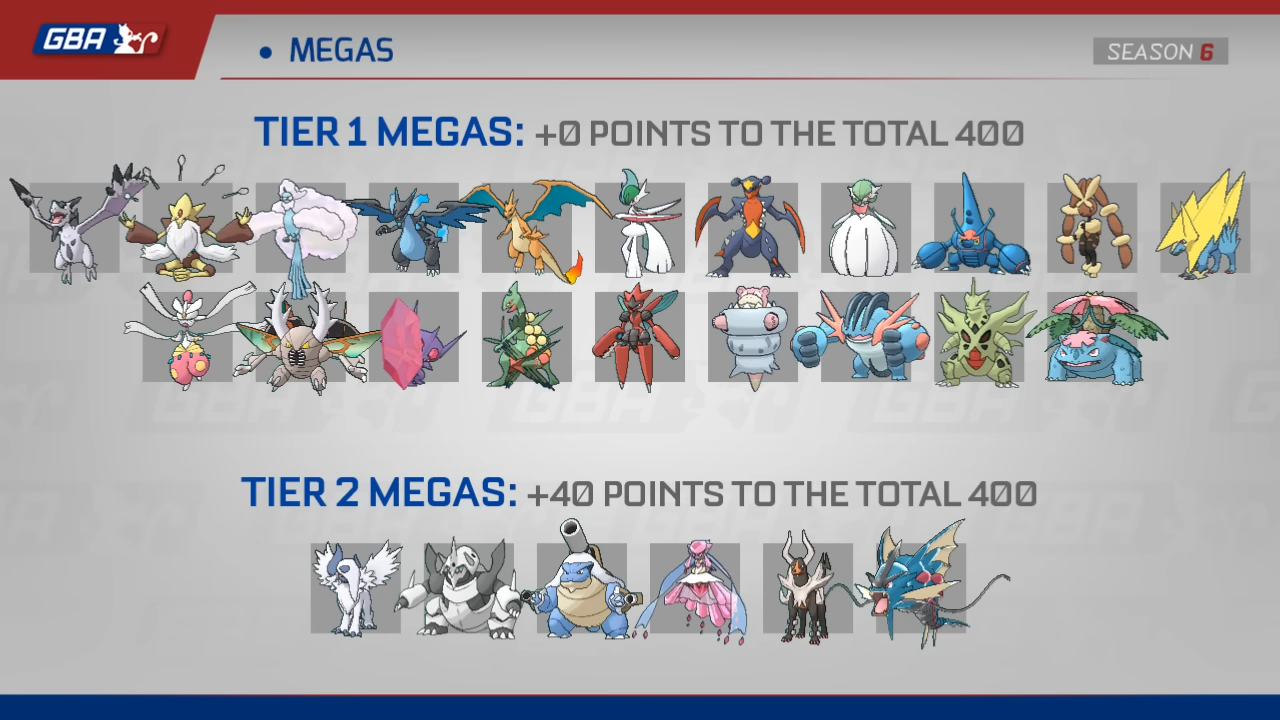 GBA
• MEGAS
SEASON 6
TIER 1 MEGAS: +0 POINTS TO THE TOTAL 400
TIER 2 MEGAS: +40 POINTS TO THE TOTAL 400